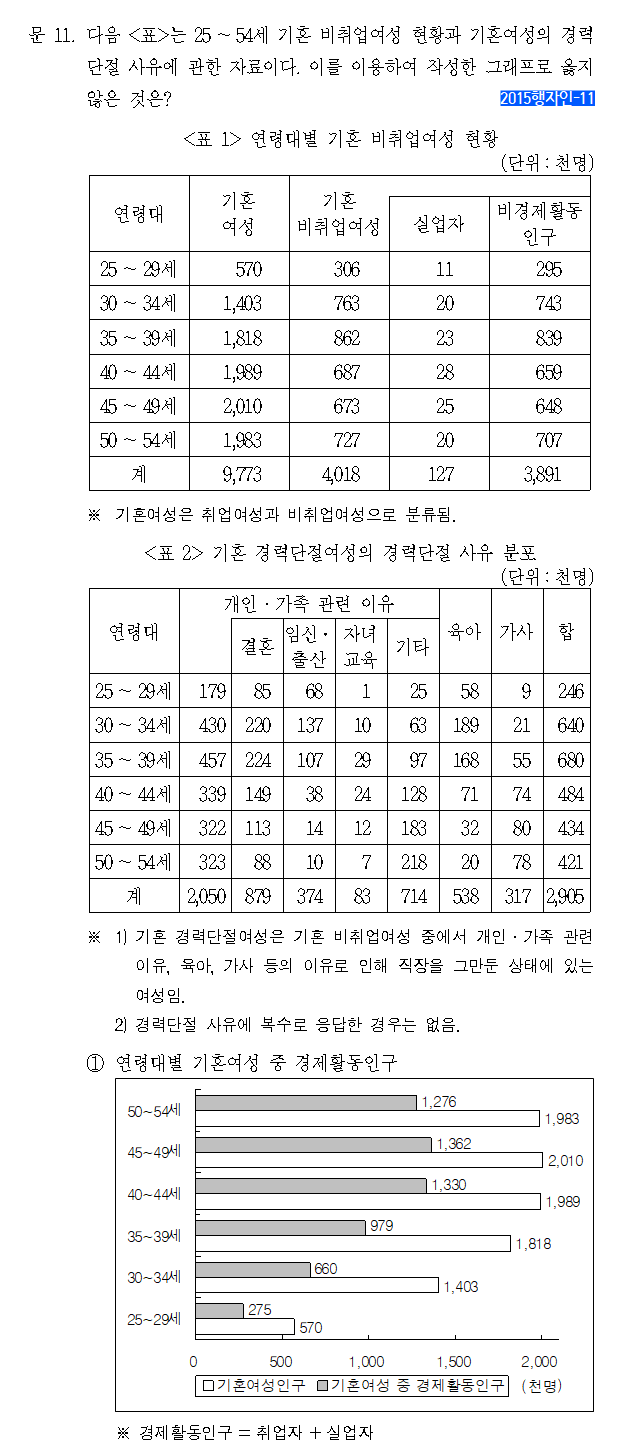 문 11. 다음 <표>는 25 ~ 54세 기혼 비취업여성 현황과 기혼여성의 경력
단절 사유에 관한 자료이다. 이를 이용하여 작성한 그래프로 옳지
않은 것은?
2015행자인-11
<표 1> 연령대별 기혼 비취업여성 현황
(단위 : 천명)
연령대 기혼 여성 기혼 비취업여성 실업자 비경제활동 인구
25 ~ 29세 570 306 11 295
30 ~ 34세 1,403 763 20 743
35 ~ 39세 1,818 862 23 839
40 ~ 44세 1,989 687 28 659
45 ~ 49세 2,010 673 25 648
50 ~ 54세 1,983 727 20 707
계 9,773 4,018 127 3,891
※ 기혼여성은 취업여성과 비취업여성으로 분류됨.
<표 2> 기혼 경력단절여성의 경력단절 사유 분포
(단위 : 천명)
연령대 개인 · 가족 관련 이유 육아 가사 합
결혼 임신 · 출산 자녀 교육 기타
25 ~ 29세 179 85 68 1 25 58 9 246
30 ~ 34세 430 220 137 10 63 189 21 640
35 ~ 39세 457 224 107 29 97 168 55 680
40 ~ 44세 339 149 38 24 128 71 74 484
45 ~ 49세 322 113 14 12 183 32 80 434
50 ~ 54세 323 88 10 7 218 20 78 421
계 2,050 879 374 83 714 538 317 2,905
※ 1) 기혼 경력단절여성은 기혼 비취업여성 중에서 개인 · 가족 관련
이유, 육아, 가사 등의 이유로 인해 직장을 그만둔 상태에 있는
여성임.
2) 경력단절 사유에 복수로 응답한 경우는 없음.
① 연령대별 기혼여성 중 경제활동인구
50~54세 1,276 1,983
45~49세 1,362 2,010
40~44세 1,330 1,989
35~39세 979 1,818
30~34세 660 1,403
25~29세 275 570
0 500 1,000 1,500 2,000
기혼여성인구 기혼여성 중 경제활동인구 (천명)
※ 경제활동인구 = 취업자 + 실업자